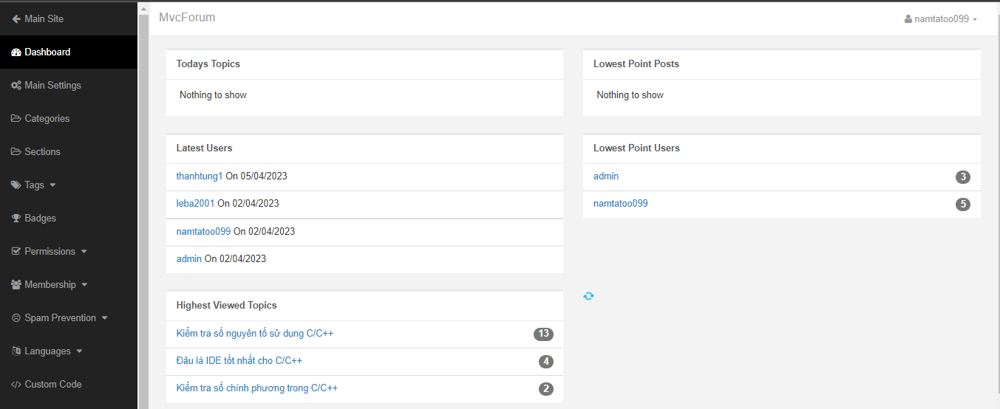 Main Site
Dashboard
Main Settings
Categories
Sections
Tags
Badges
Permissions
Membership
Spam Prevention
Languages
Custom Code
MvcForum
namtatoo099
Todays Topics
Nothing to show
Lowest Point Posts
Nothing to show
Latest Users
thanhtung1 On 05/04/2023
leba2001 On 02/04/2023
namtatoo099 On 02/04/2023
admin On 02/04/2023
Lowest Point Users
admin 3
namtatoo099 5
Highest Viewed Topics
Kiểm tra số nguyên tố sử dụng C/C++ 13
Đâu là IDE tốt nhất cho C/C++ 4
Kiểm tra số chính phương trong C/C++ 2